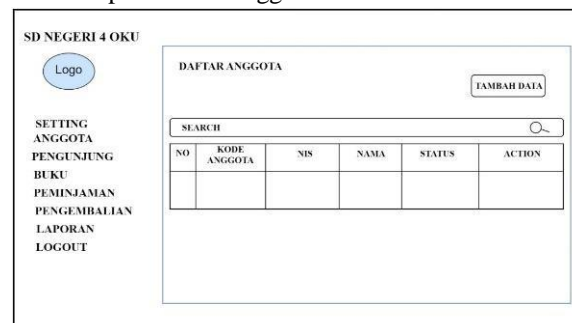 SD NEGERI 4 OKU
Logo
SETTING
ANGGOTA
PENGUNJUNG
BUKU
PEMINJAMAN
PENGEMBALIAN
LAPORAN
LOGOUT
DAFTAR ANGGOTA
TAMBAH DATA
SEARCH
NO KODE ANGGOTA NIS NAMA STATUS ACTION